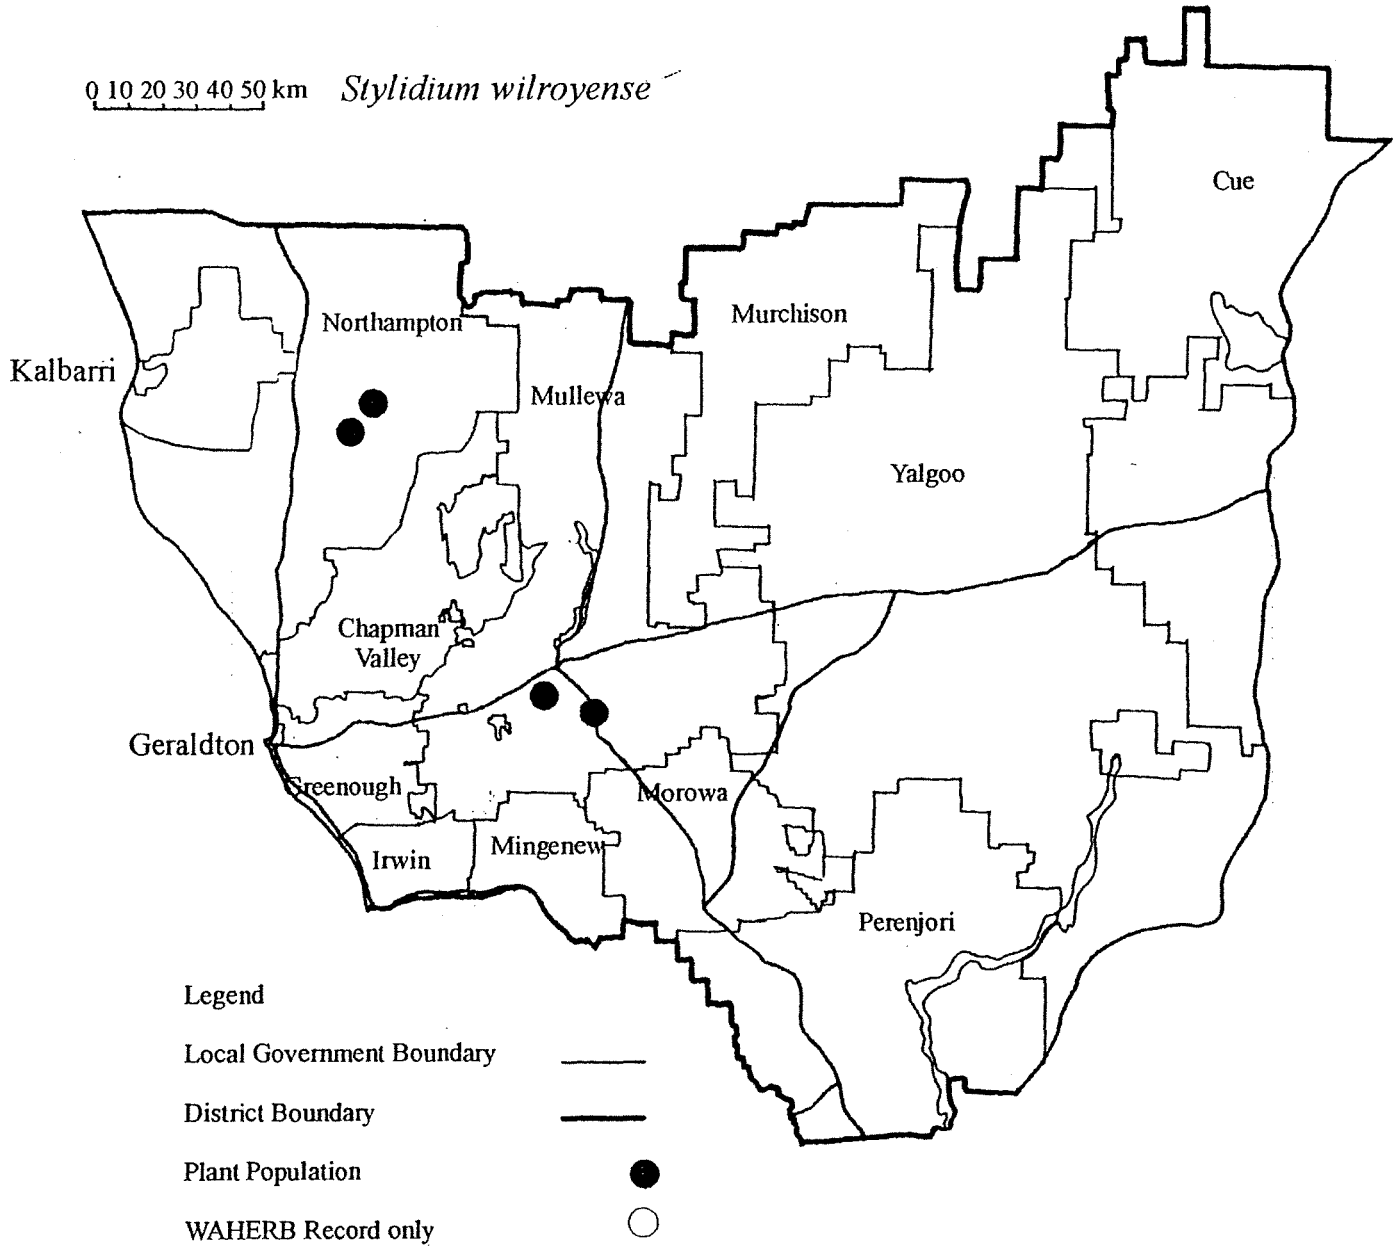 0 10 20 30 40 50 km
Stylidium wilroyense
Cue
Northampton
Murchison
Kalbarri
Mullewa
Yalgoo
Chapman
Valley
Geraldton
Greenough
Morowa
Irwin
Mingenew
Perenjori
Legend
Local Government Boundary
District Boundary
Plant Population
WAHERB Record only